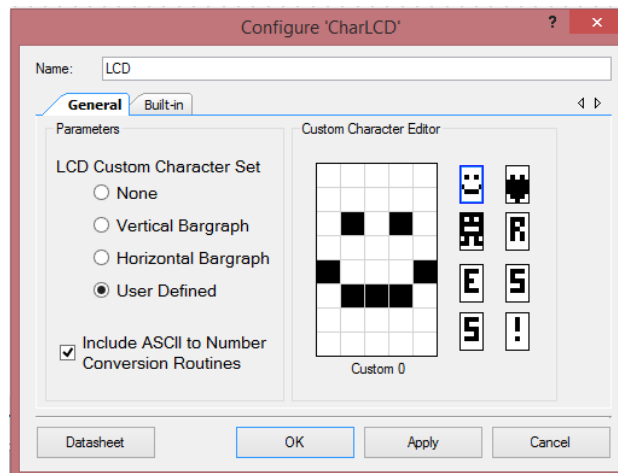 Configure 'CharLCD'
? ×
Name: LCD
General Built-in
Parameters
LCD Custom Character Set
None
Vertical Bargraph
Horizontal Bargraph
User Defined
Include ASCII to Number
Conversion Routines
Custom Character Editor
R
E S
S !
Custom 0
Datasheet OK Apply Cancel